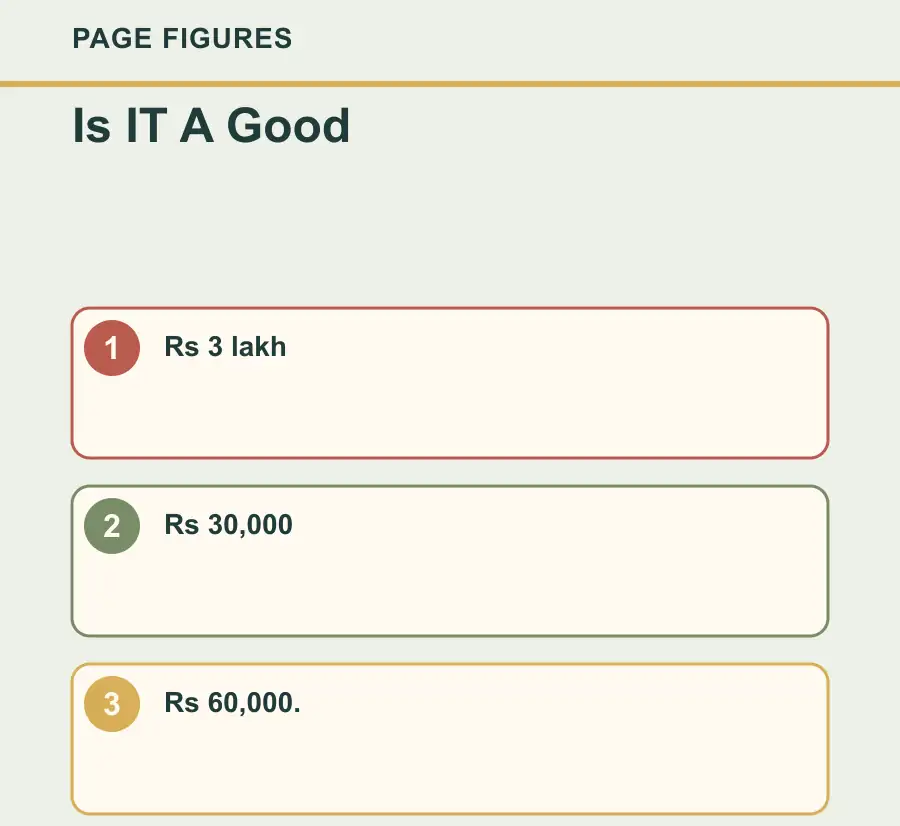 PAGE FIGURES
Is IT A Good
1
Rs 3 lakh
2
Rs 30,000
3
Rs 60,000.